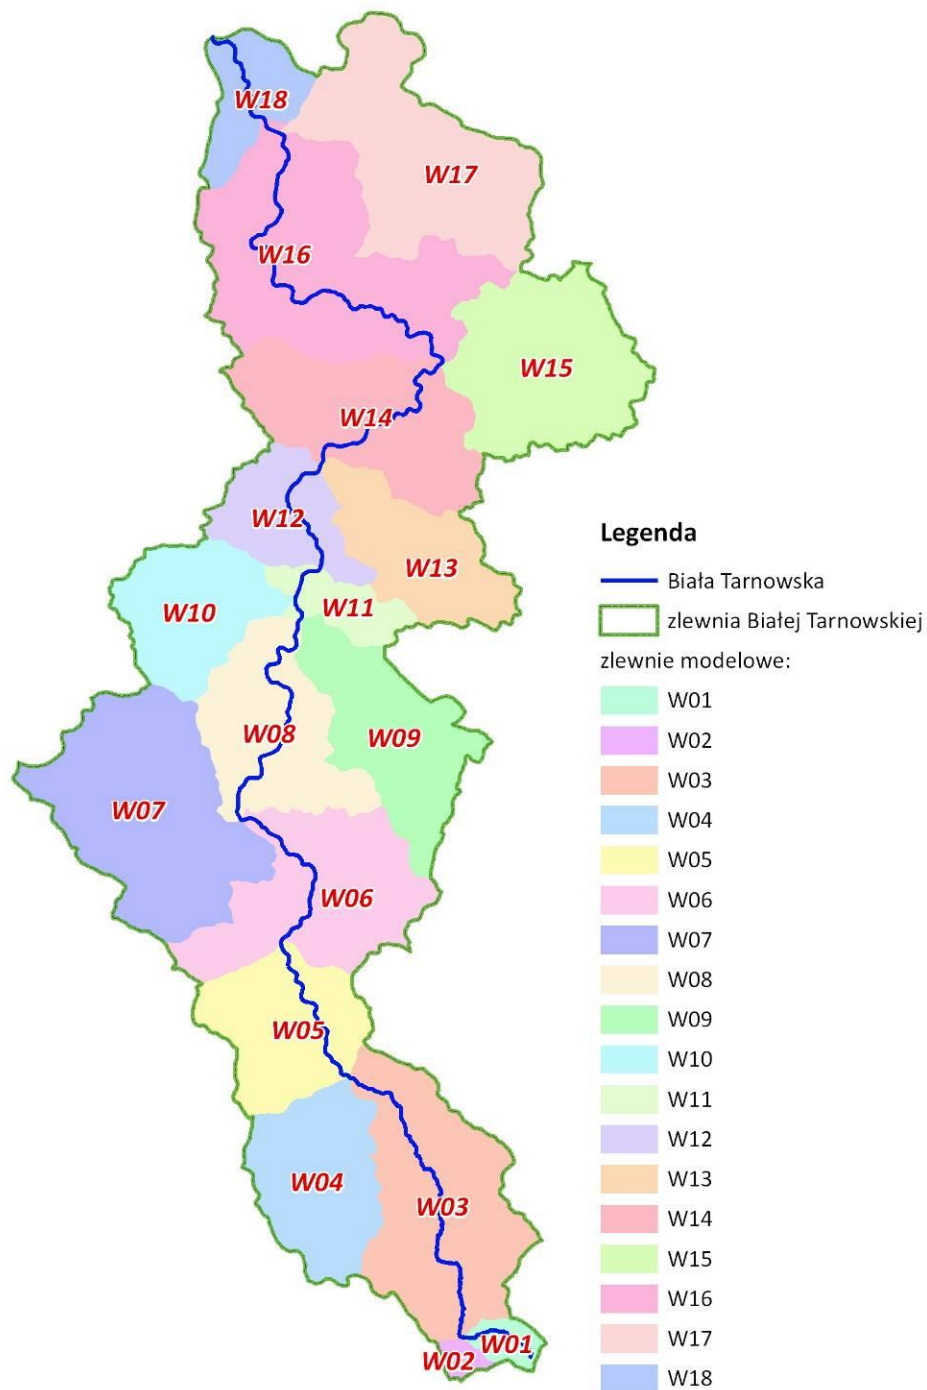 W18
W17
W16
W15
W14
W12
W13
W11
W10
W08
W09
W07
W06
W05
W04
W03
W01
W02
Legenda
Biała Tarnowska
zlewnia Białej Tarnowskiej
zlewnie modelowe:
W01
W02
W03
W04
W05
W06
W07
W08
W09
W10
W11
W12
W13
W14
W15
W16
W17
W18